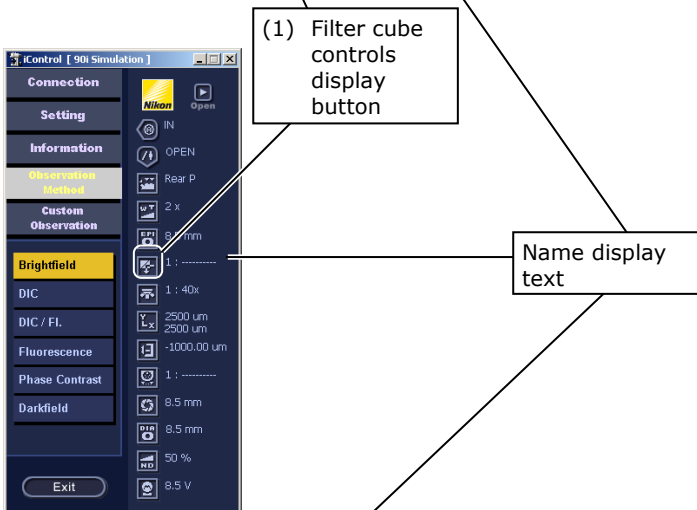 (1) Filter cube
controls
display
button
iControl [ 90i Simulation ]
Connection
Setting
Information
Observation
Method
Custom
Observation
Brightfield
DIC
DIC / Fl.
Fluorescence
Phase Contrast
Darkfield
Exit
Nikon
Open
IN
OPEN
Rear P
W T
2 x
EPI
8.5 mm
1 : ----------
1 : 40x
Y
L X
2500 um
2500 um
-1000.00 um
1 : ----------
8.5 mm
DIA
8.5 mm
ND
50 %
8.5 V
Name display
text